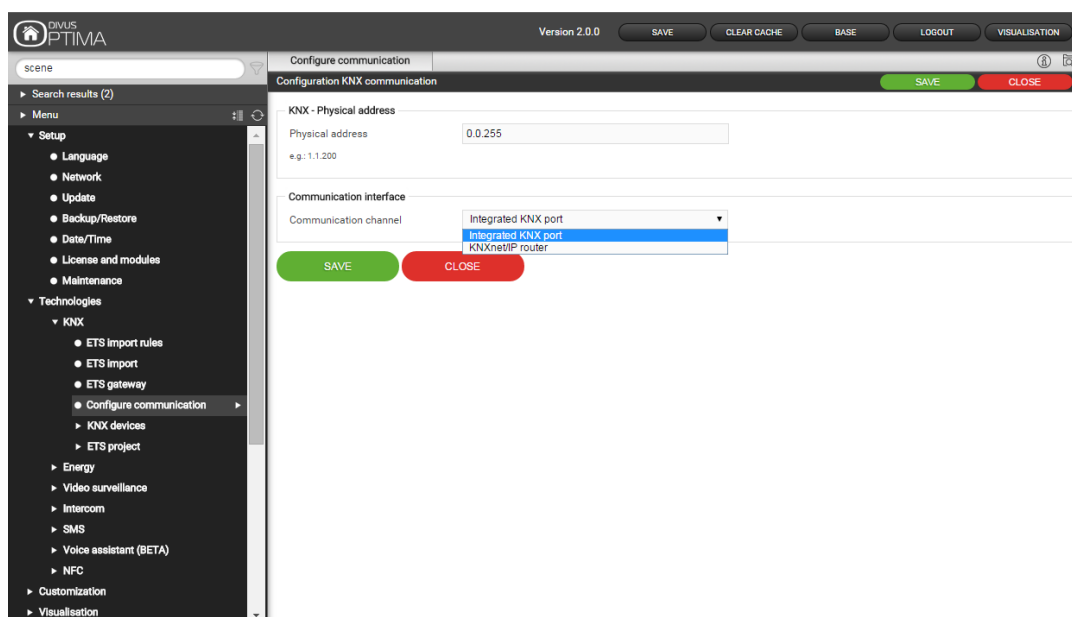 DIVUS
OPTIMA
Version 2.0.0
SAVE
CLEAR CACHE
BASE
LOGOUT
VISUALISATION
scene
Configure communication
Configuration KNX communication
SAVE
CLOSE
Search results (2)
Menu
Setup
Language
Network
Update
Backup/Restore
Date/Time
License and modules
Maintenance
Technologies
KNX
ETS import rules
ETS import
ETS gateway
Configure communication
KNX devices
ETS project
Energy
Video surveillance
Intercom
SMS
Voice assistant (BETA)
NFC
Customization
Visualisation
KNX - Physical address
Physical address
0.0.255
e.g.: 1.1.200
Communication interface
Communication channel
Integrated KNX port
Integrated KNX port
KNXnet/IP router
SAVE
CLOSE